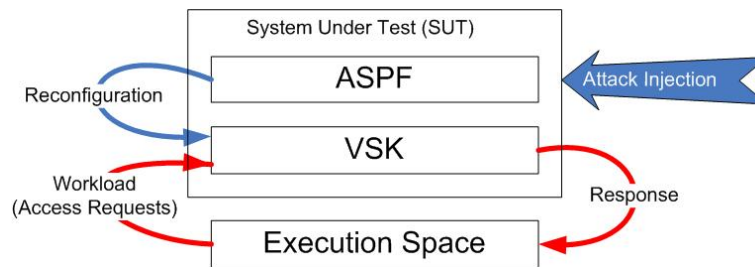 System Under Test (SUT)
ASPF
Attack Injection
Reconfiguration
VSK
Workload
(Access Requests)
Response
Execution Space